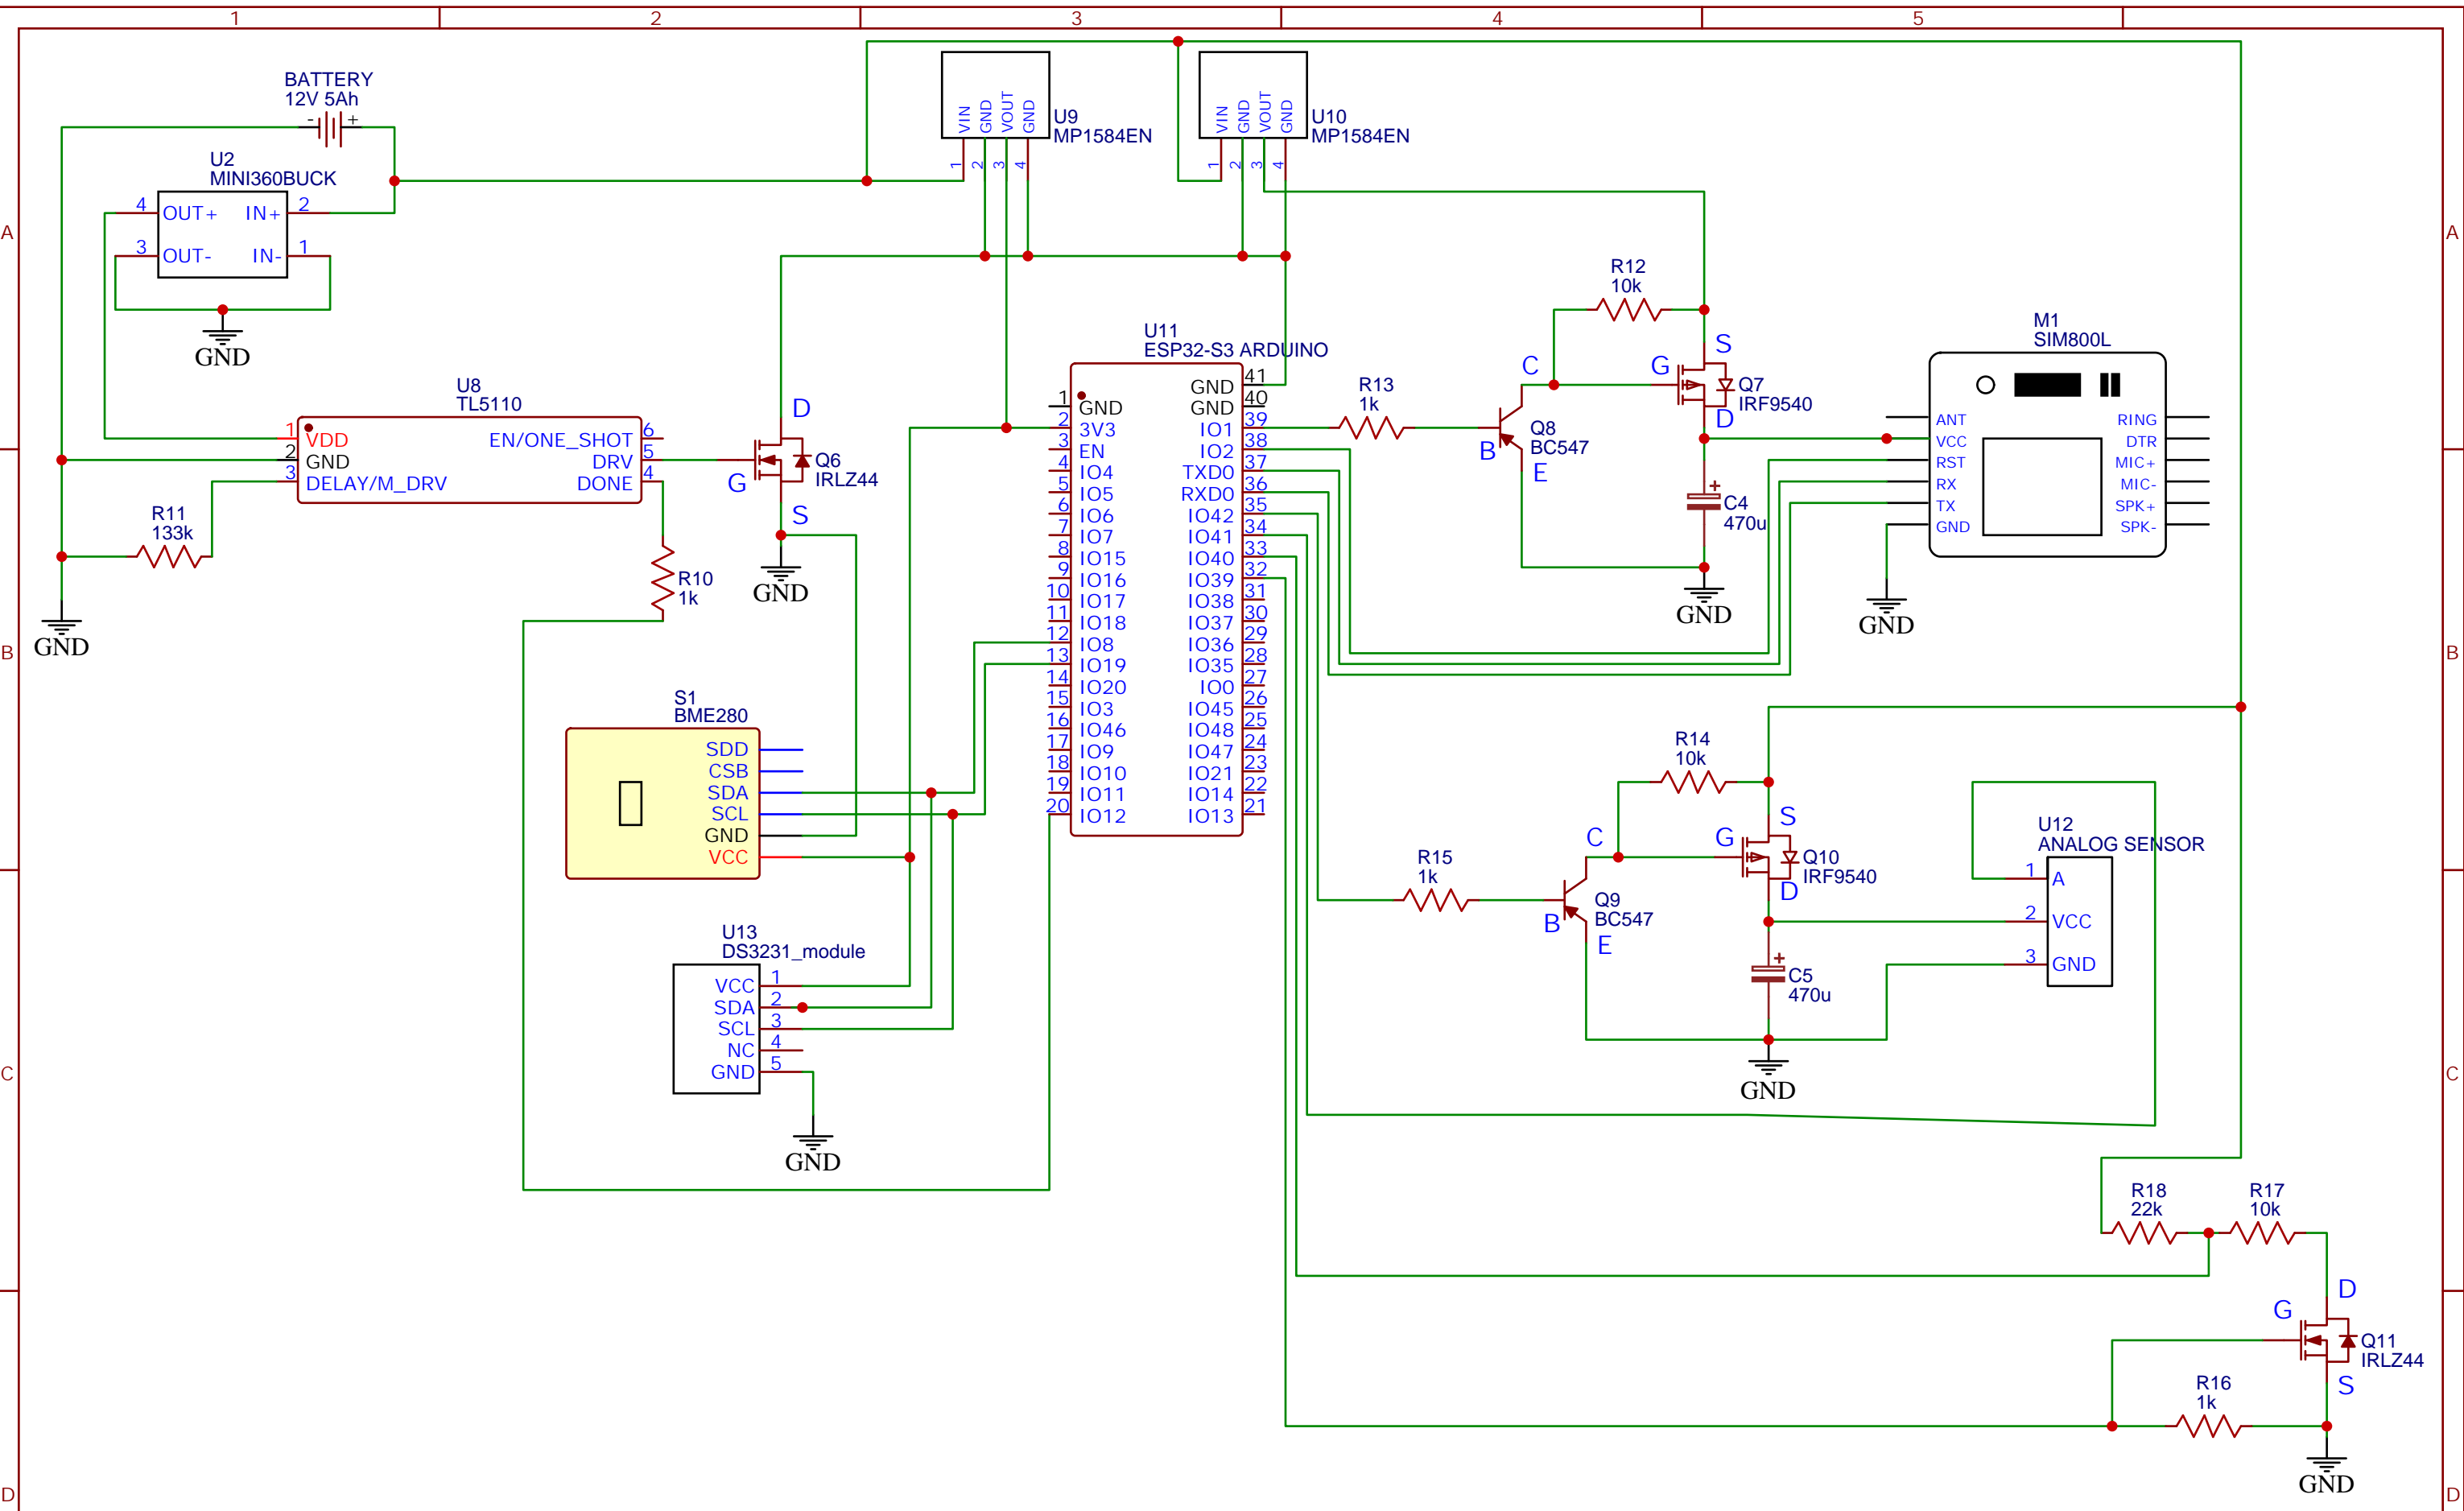 1 2 3 4 5
A
B
C
D
A
B
C
D
BATTERY
12V 5Ah
- +
U2
MINI360BUCK
4 OUT+ IN+ 2
3 OUT- IN- 1
GND
U8
TL5110
1 VDD EN/ONE_SHOT 6
2 GND DRV 5
3 DELAY/M_DRV DONE 4
R11
133k
GND
R10
1k
D
G
S
Q6
IRLZ44
GND
VIN
GND
VOUT
GND
1
2
3
4
U9
MP1584EN
VIN
GND
VOUT
GND
1
2
3
4
U10
MP1584EN
S1
BME280
SDD
CSB
SDA
SCL
GND
VCC
U13
DS3231_module
VCC 1
SDA 2
SCL 3
NC 4
GND 5
GND
U11
ESP32-S3 ARDUINO
GND 41
1 GND GND 40
2 3V3 IO1 39
3 EN IO2 38
4 IO4 TXD0 37
5 IO5 RXD0 36
6 IO6 IO42 35
7 IO7 IO41 34
8 IO15 IO40 33
9 IO16 IO39 32
10 IO17 IO38 31
11 IO18 IO37 30
12 IO8 IO36 29
13 IO19 IO35 28
14 IO20 IO0 27
15 IO3 IO45 26
16 IO46 IO48 25
17 IO9 IO47 24
18 IO10 IO21 23
19 IO11 IO14 22
20 IO12 IO13 21
R13
1k
R12
10k
C
B
E
Q8
BC547
S
G
D
Q7
IRF9540
+
C4
470u
GND
M1
SIM800L
ANT RING
VCC DTR
RST MIC+
RX MIC-
TX SPK+
GND SPK-
GND
R14
10k
R15
1k
C
B
E
Q9
BC547
S
G
D
Q10
IRF9540
+
C5
470u
GND
U12
ANALOG SENSOR
1 A
2 VCC
3 GND
R18
22k
R17
10k
D
G
S
Q11
IRLZ44
R16
1k
GND